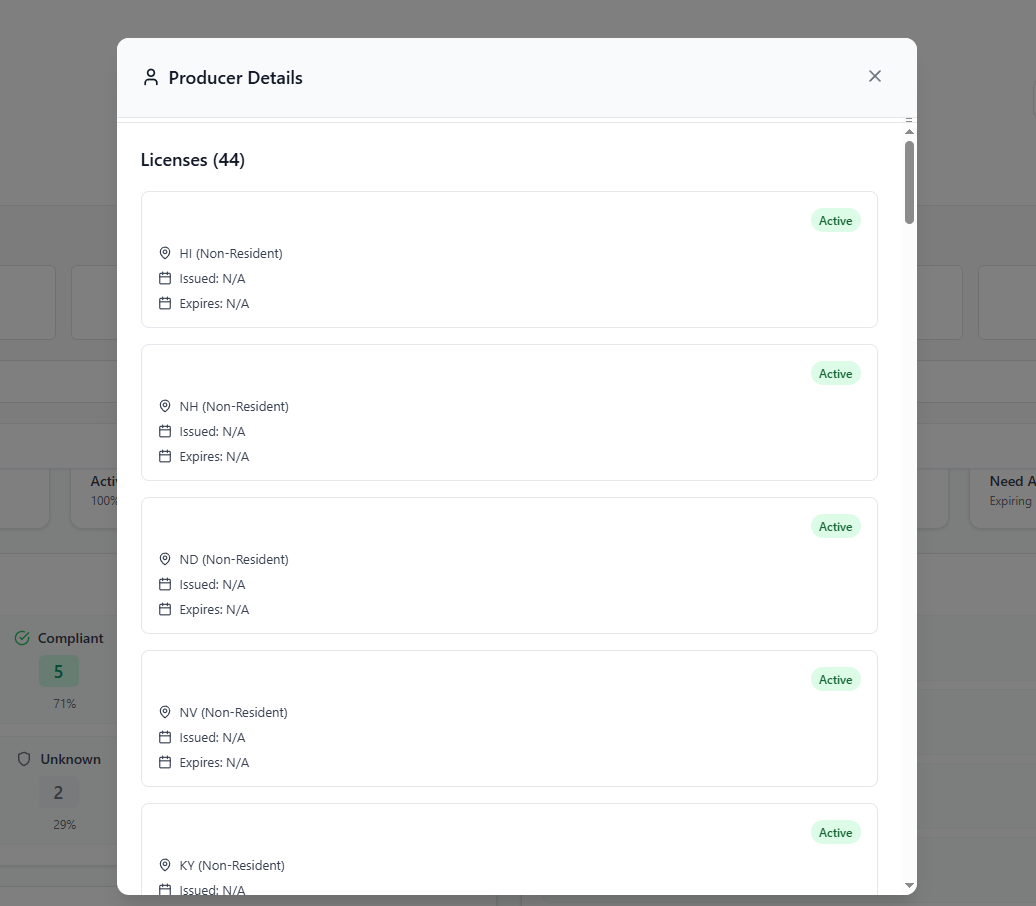 Producer Details
Licenses (44)
Active
HI (Non-Resident)
Issued: N/A
Expires: N/A
Active
NH (Non-Resident)
Issued: N/A
Expires: N/A
Active
ND (Non-Resident)
Issued: N/A
Expires: N/A
Active
NV (Non-Resident)
Issued: N/A
Expires: N/A
Active
KY (Non-Resident)
Issued: N/A
Acti
100%
Need A
Expiring
Compliant
5
71%
Unknown
2
29%